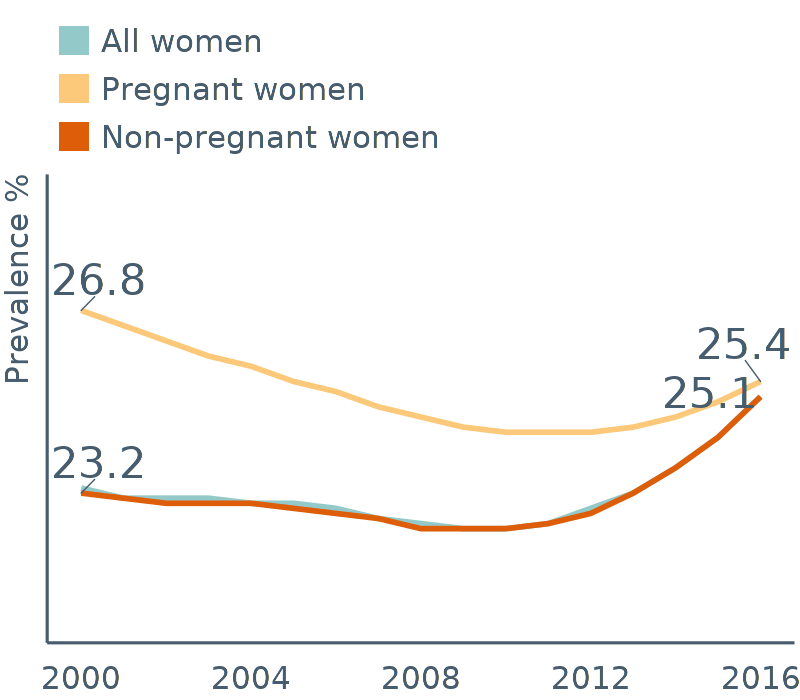 All women
Pregnant women
Non-pregnant women
Prevalence %
26.8
25.4
25.1
23.2
2000 2004 2008 2012 2016